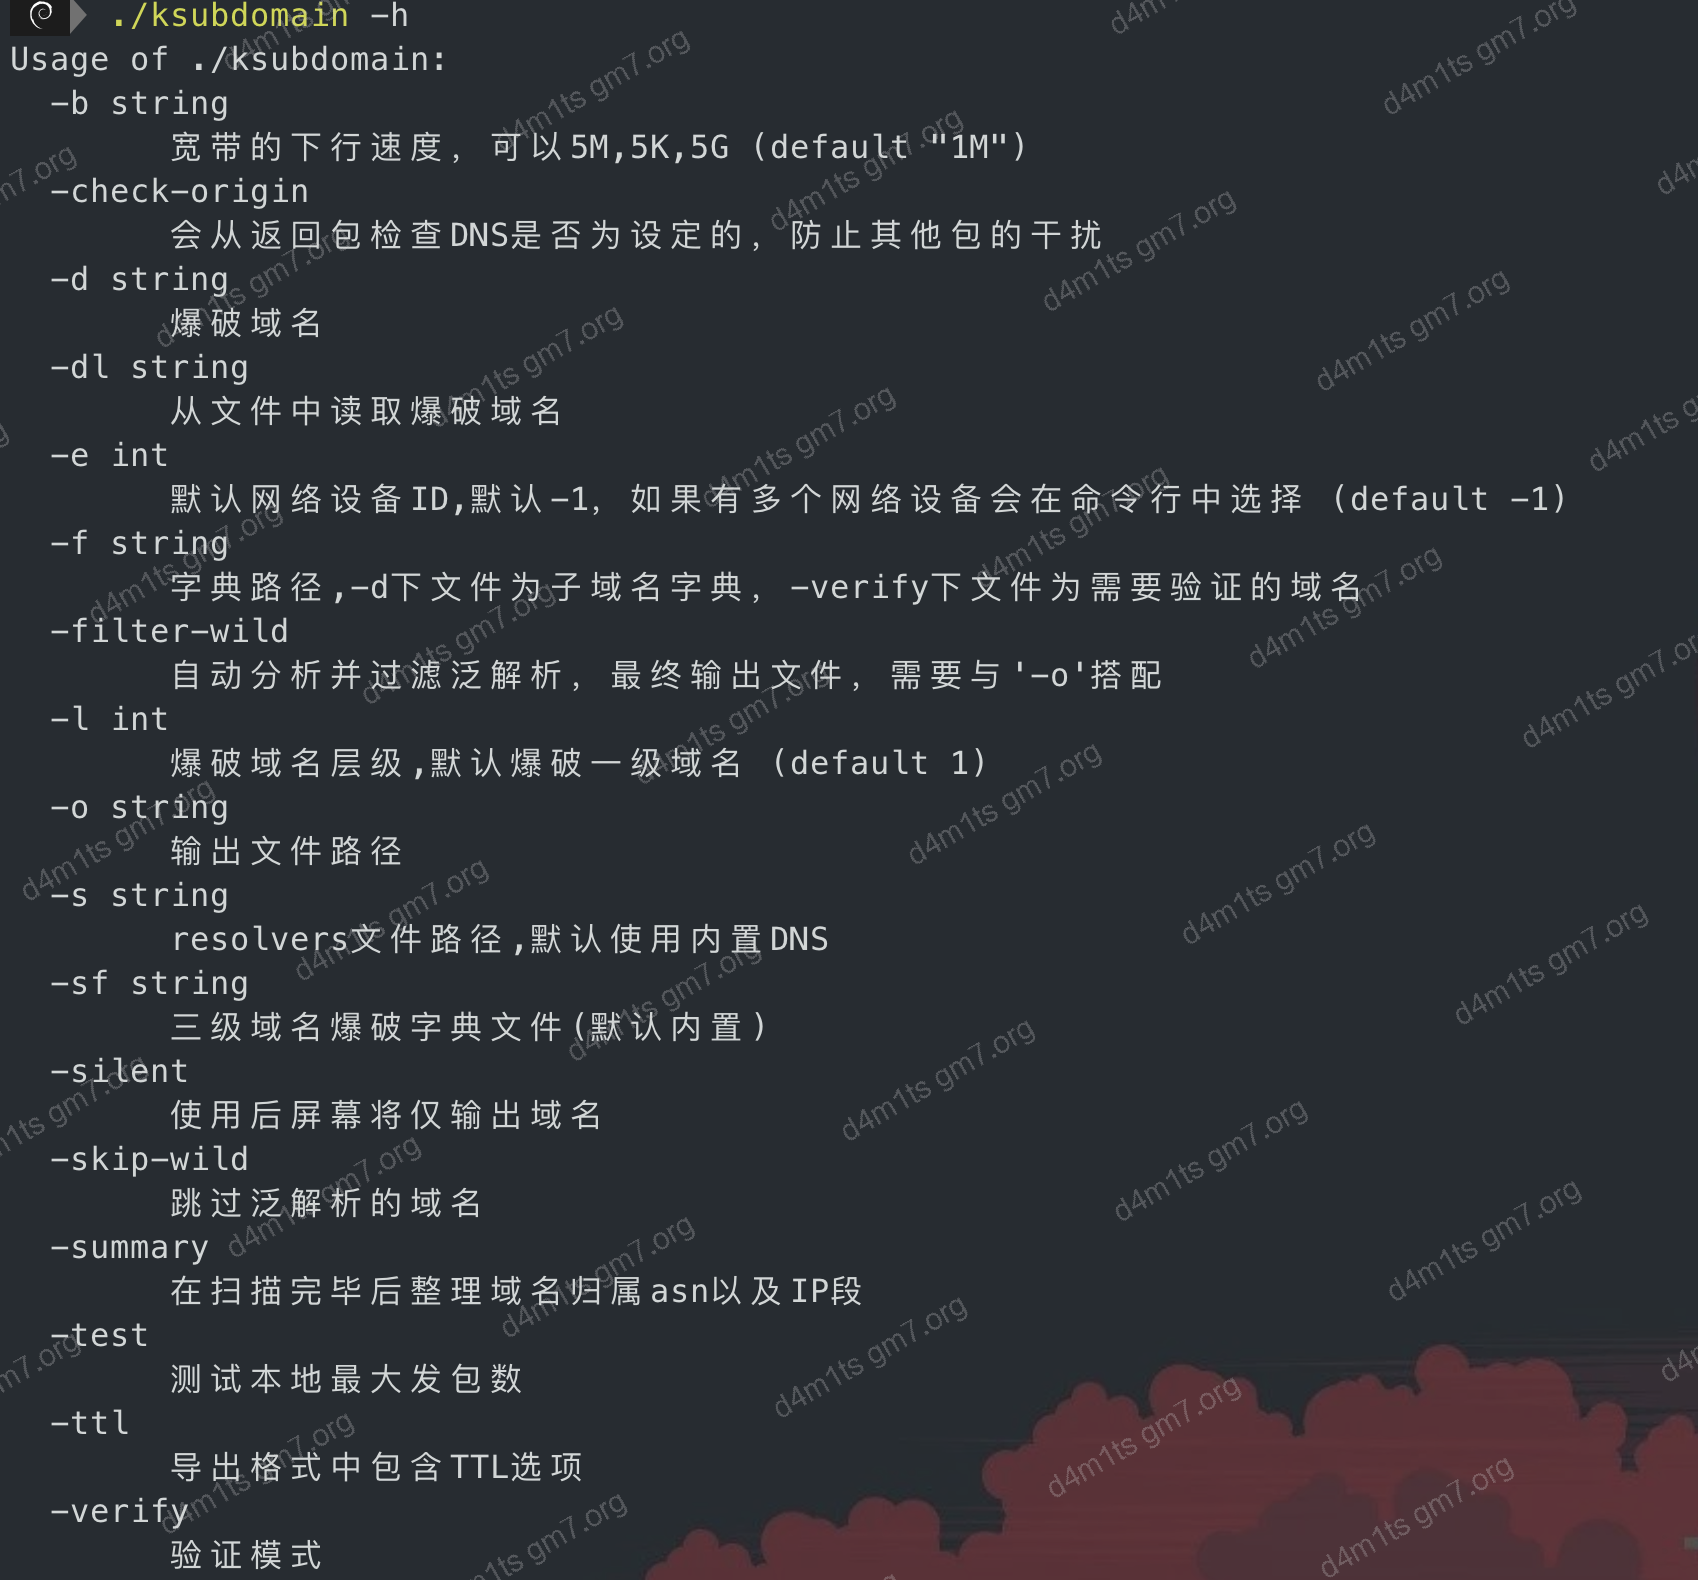 ./ksubdomain -h
Usage of ./ksubdomain:
-b string
宽带的下行速度，可以5M,5K,5G (default "1M")
-check-origin
会从返回包检查DNS是否为设定的，防止其他包的干扰
-d string
爆破域名
-dl string
从文件中读取爆破域名
-e int
默认网络设备ID,默认-1，如果有多个网络设备会在命令行中选择 (default -1)
-f string
字典路径,-d下文件为子域名字典，-verify下文件为需要验证的域名
-filter-wild
自动分析并过滤泛解析，最终输出文件，需要与'-o'搭配
-l int
爆破域名层级,默认爆破一级域名 (default 1)
-o string
输出文件路径
-s string
resolvers文件路径,默认使用内置DNS
-sf string
三级域名爆破字典文件(默认内置)
-silent
使用后屏幕将仅输出域名
-skip-wild
跳过泛解析的域名
-summary
在扫描完毕后整理域名归属asn以及IP段
-test
测试本地最大发包数
-ttl
导出格式中包含TTL选项
-verify
验证模式
d4m1ts gm7.org